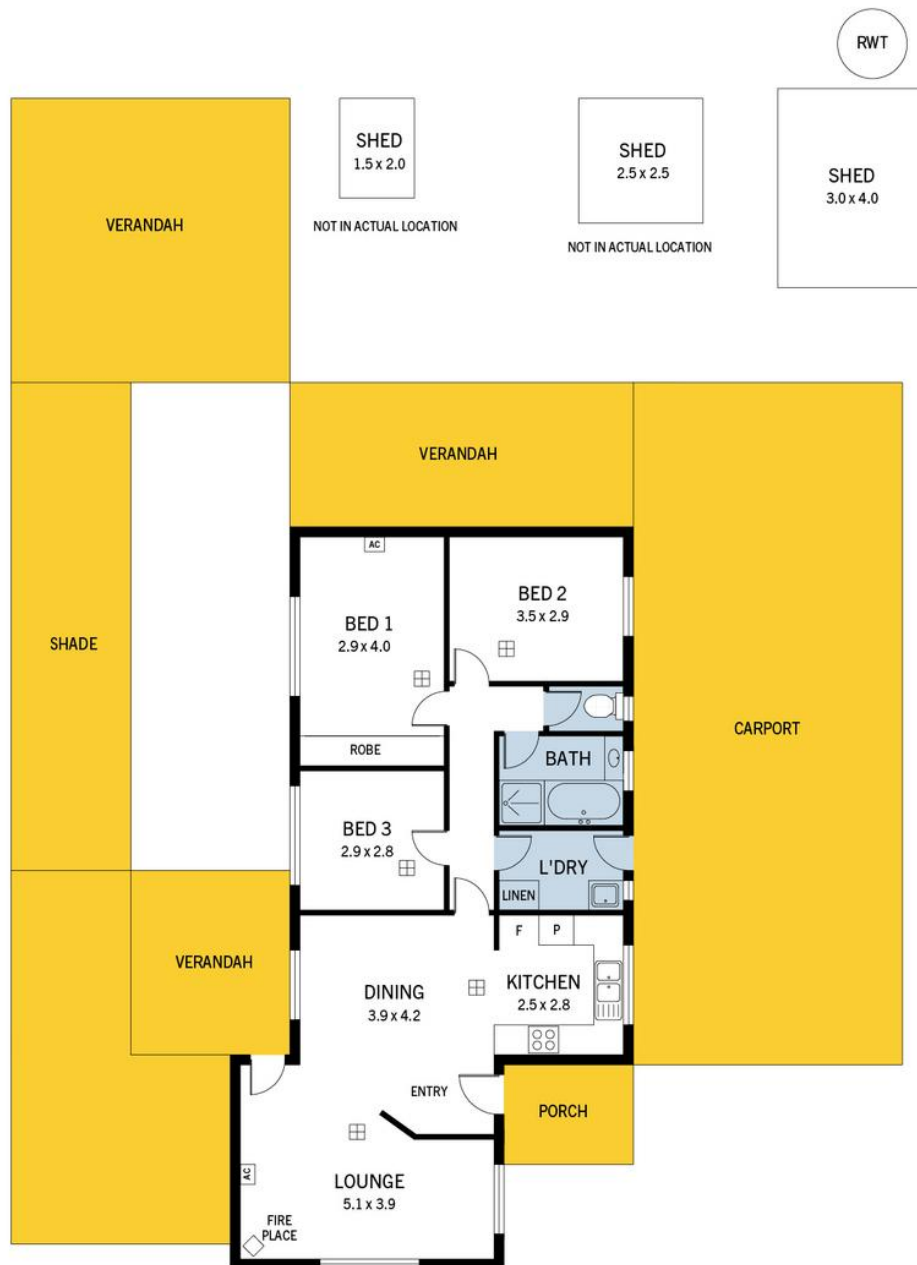 RWT
SHED
1.5 x 2.0
NOT IN ACTUAL LOCATION
SHED
2.5 x 2.5
NOT IN ACTUAL LOCATION
SHED
3.0 x 4.0
VERANDAH
VERANDAH
AC
BED 1
2.9 x 4.0
BED 2
3.5 x 2.9
SHADE
CARPORT
ROBE
BATH
BED 3
2.9 x 2.8
L'DRY
LINEN
VERANDAH
DINING
3.9 x 4.2
F
P
KITCHEN
2.5 x 2.8
ENTRY
PORCH
AC
LOUNGE
5.1 x 3.9
FIRE
PLACE